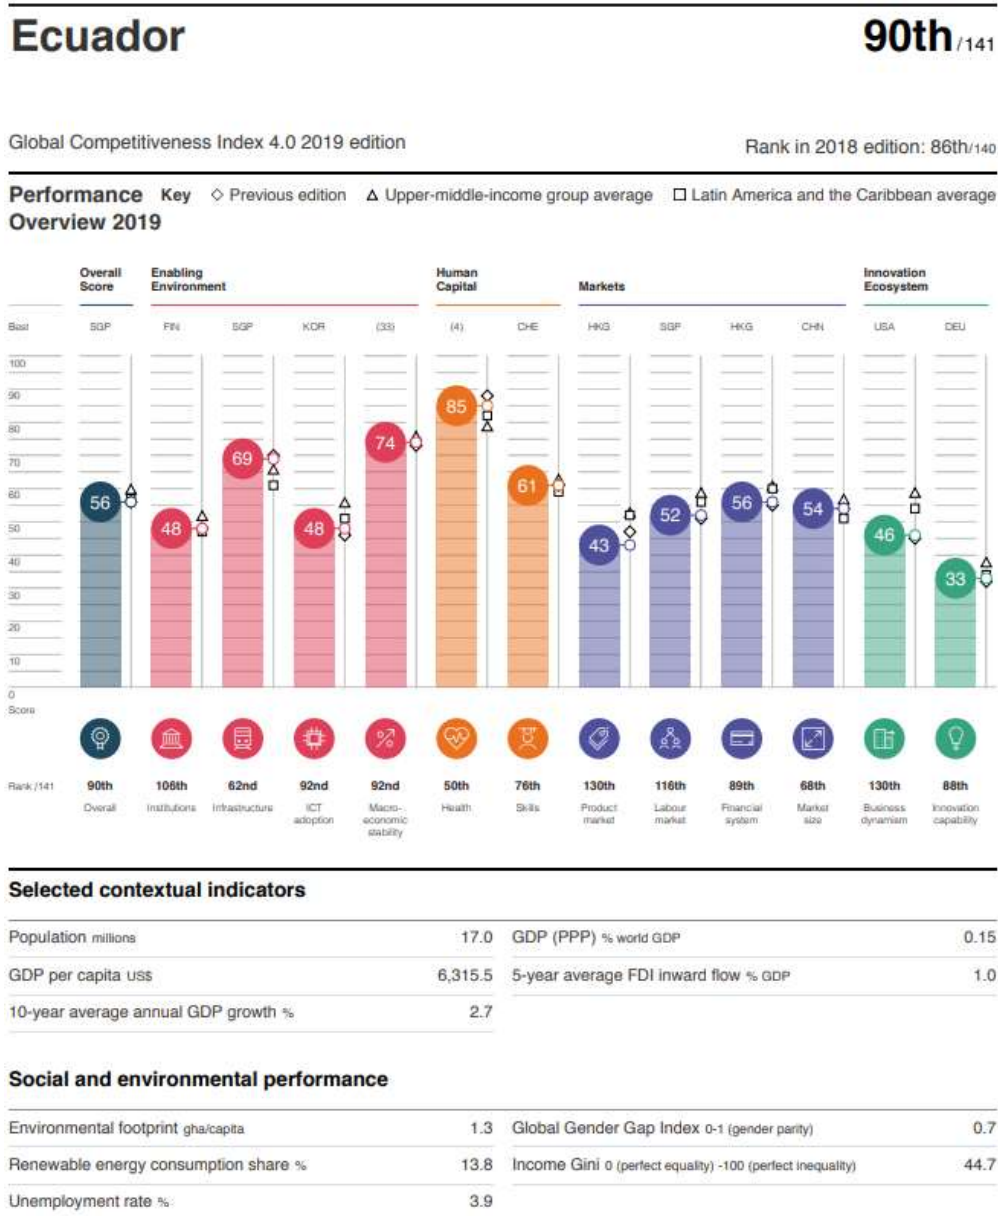 Ecuador 90th/141
Global Competitiveness Index 4.0 2019 edition Rank in 2018 edition: 86th/140
Performance Key ◇ Previous edition △ Upper-middle-income group average □ Latin America and the Caribbean average
Overview 2019
Overall Enabling Human Innovation
Score Environment Capital Markets Ecosystem
Best SGP FIN SGP KOR (33) (4) CHE HKG SGP HKG CHN USA DEU
100
90
85
80
74
70
69
61
60
56 56
54
52
50
48 48
46
43
40
33
30
20
10
0
Score
Rank /141 90th 106th 62nd 92nd 92nd 50th 76th 130th 116th 89th 68th 130th 88th
Overall Institutions Infrastructure ICT Macro- Health Skills Product Labour Financial Market Business Innovation
adoption economic market market system size dynamism capability
stability
Selected contextual indicators
Population millions 17.0 GDP (PPP) % world GDP 0.15
GDP per capita US$ 6,315.5 5-year average FDI inward flow % GDP 1.0
10-year average annual GDP growth % 2.7
Social and environmental performance
Environmental footprint gha/capita 1.3 Global Gender Gap Index 0-1 (gender parity) 0.7
Renewable energy consumption share % 13.8 Income Gini 0 (perfect equality) -100 (perfect inequality) 44.7
Unemployment rate % 3.9